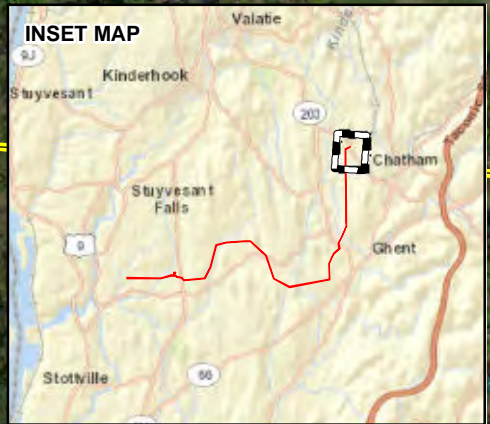 Valatie
INSET MAP
9J
Kinderhook
Stuyvesant
203
Chatham
Stuyvesant
Falls
9
Ghent
Stottville
66